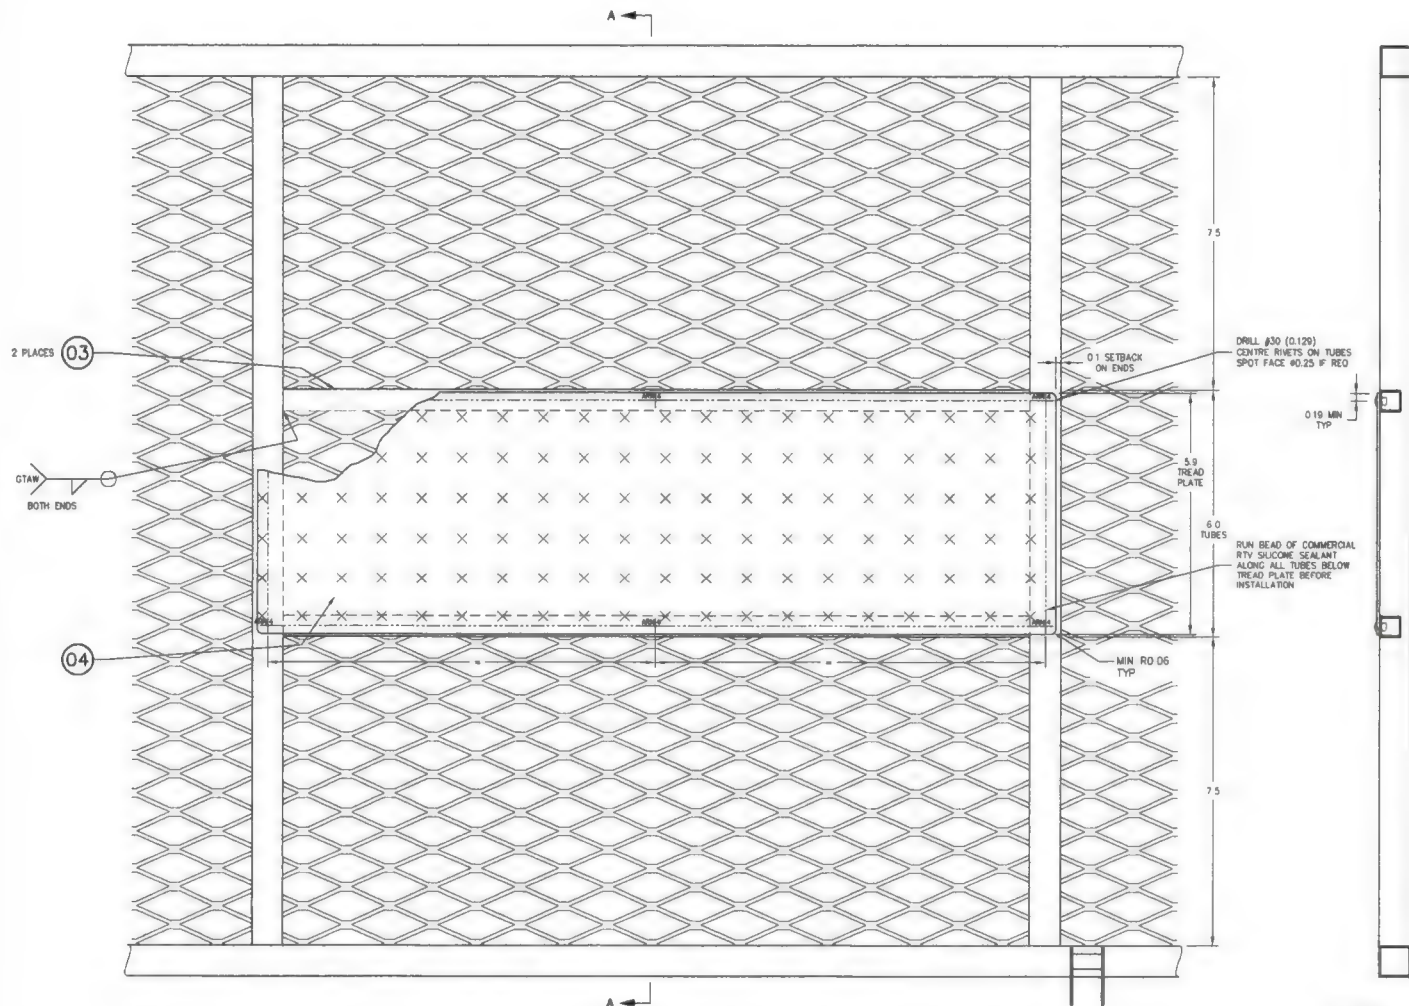 A
7.5
2 PLACES 03
0.1 SETBACK
ON ENDS
DRILL #30 (0.129)
CENTRE RIVETS ON TUBES
SPOT FACE ø0.25 IF REQ
0.19 MIN
TYP
GTAW
BOTH ENDS
5.9
TREAD
PLATE
6.0
TUBES
RUN BEAD OF COMMERCIAL
RTV SILICONE SEALANT
ALONG ALL TUBES BELOW
TREAD PLATE BEFORE
INSTALLATION
04
=
=
MIN R0.06
TYP
7.5
A